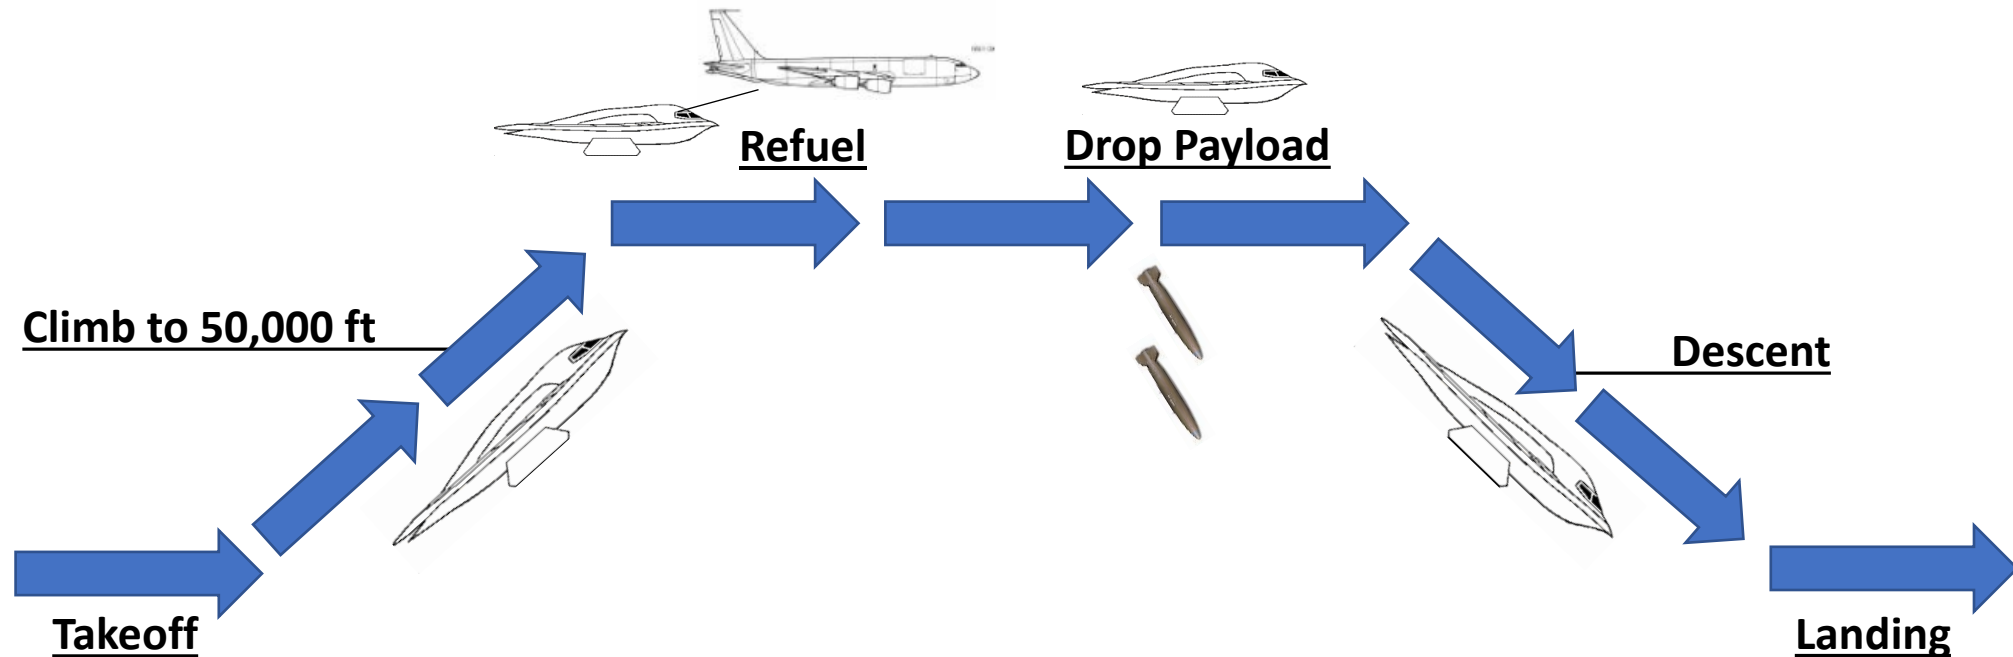 Refuel
Drop Payload
Climb to 50,000 ft
Descent
Takeoff
Landing